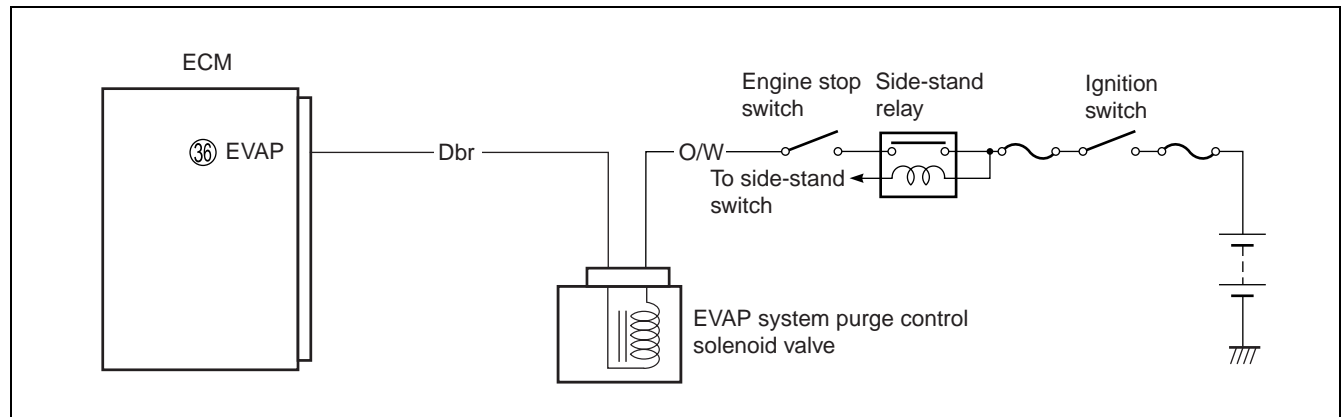 ECM
Engine stop
switch
Side-stand
relay
Ignition
switch
㊱ EVAP
Dbr
O/W
To side-stand
switch
EVAP system purge control
solenoid valve